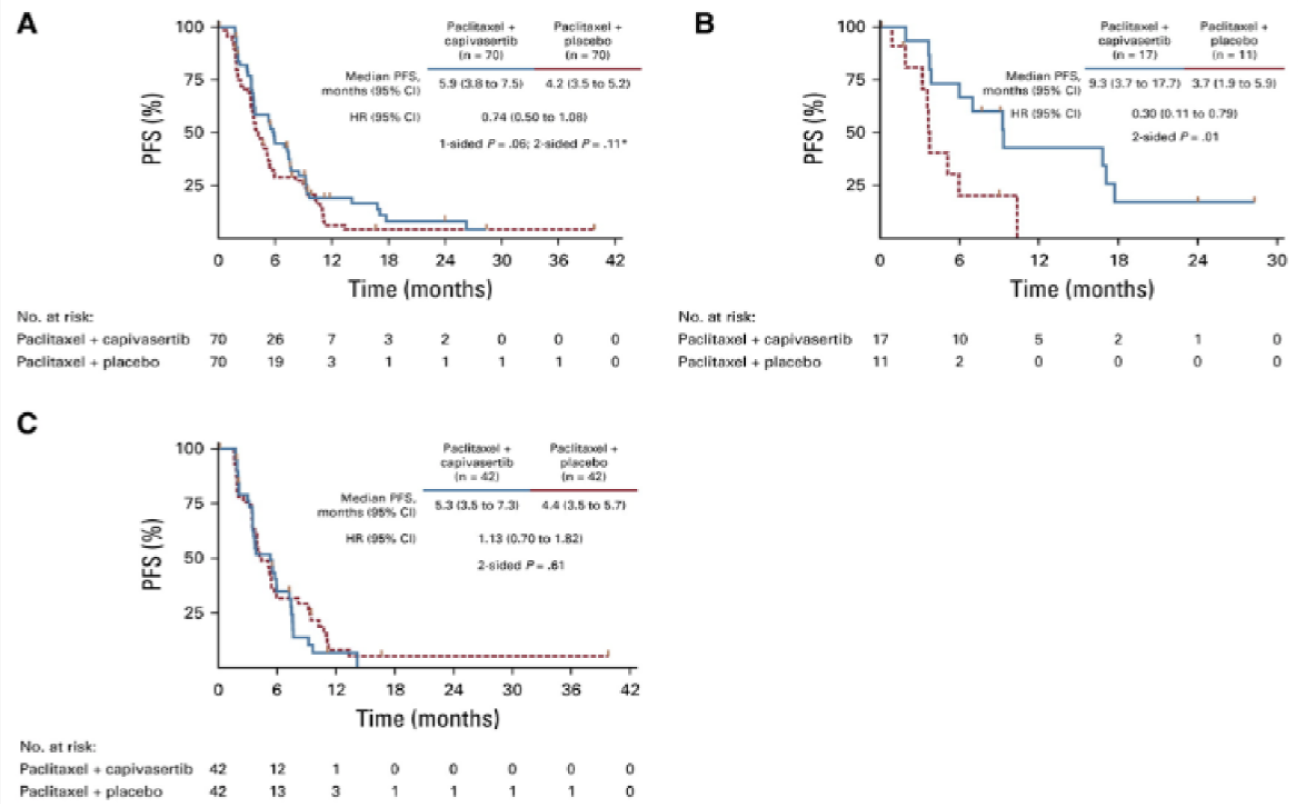 A
Paclitaxel + Paclitaxel +
capivasertib placebo
(n = 70) (n = 70)
Median PFS, months (95% CI) 5.9 (3.8 to 7.5) 4.2 (3.5 to 5.2)
HR (95% CI) 0.74 (0.50 to 1.08)
1-sided P = .06; 2-sided P = .11*
PFS (%)
100
75
50
25
0 6 12 18 24 30 36 42
Time (months)
No. at risk:
Paclitaxel + capivasertib 70 26 7 3 2 0 0 0
Paclitaxel + placebo 70 19 3 1 1 1 1 0
B
Paclitaxel + Paclitaxel +
capivasertib placebo
(n = 17) (n = 11)
Median PFS, months (95% CI) 9.3 (3.7 to 17.7) 3.7 (1.9 to 5.9)
HR (95% CI) 0.30 (0.11 to 0.79)
2-sided P = .01
PFS (%)
100
75
50
25
0 6 12 18 24 30
Time (months)
No. at risk:
Paclitaxel + capivasertib 17 10 5 2 1 0
Paclitaxel + placebo 11 2 0 0 0 0
C
Paclitaxel + Paclitaxel +
capivasertib placebo
(n = 42) (n = 42)
Median PFS, months (95% CI) 5.3 (3.5 to 7.3) 4.4 (3.5 to 5.7)
HR (95% CI) 1.13 (0.70 to 1.82)
2-sided P = .61
PFS (%)
100
75
50
25
0 6 12 18 24 30 36 42
Time (months)
No. at risk:
Paclitaxel + capivasertib 42 12 1 0 0 0 0 0
Paclitaxel + placebo 42 13 3 1 1 1 1 0